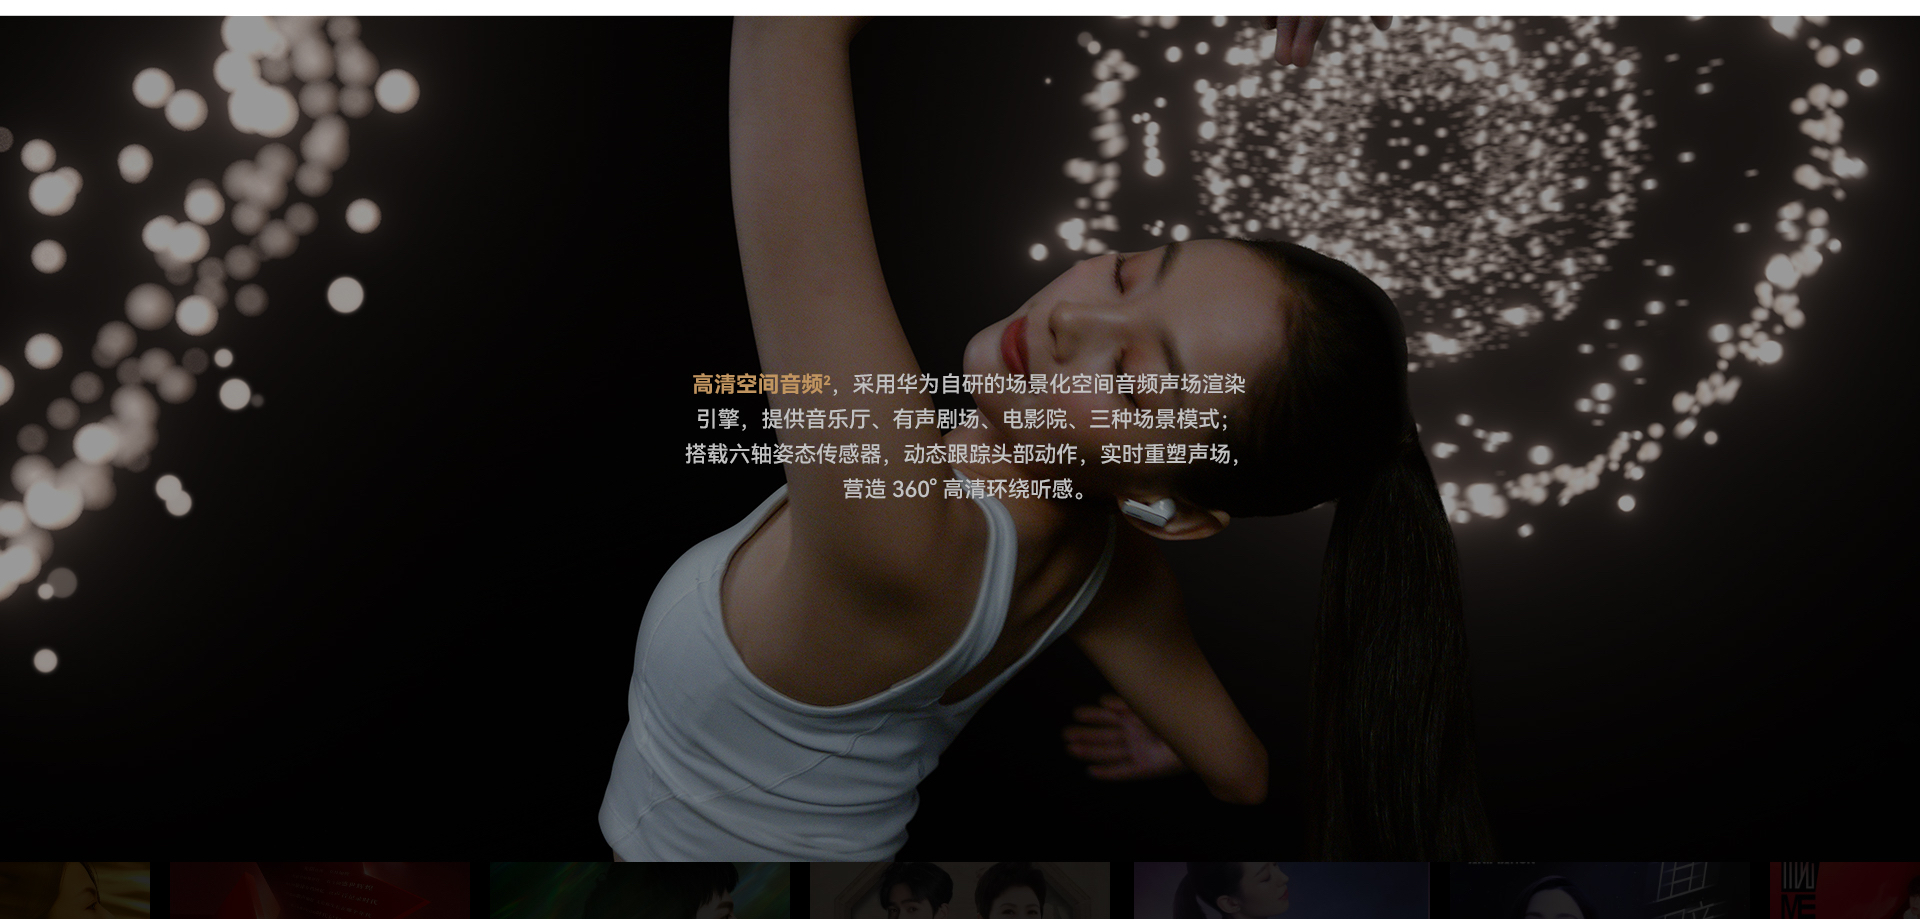 高清空间音频²，采用华为自研的场景化空间音频声场渲染
引擎，提供音乐厅、有声剧场、电影院、三种场景模式；
搭载六轴姿态传感器，动态跟踪头部动作，实时重塑声场，
营造 360° 高清环绕听感。